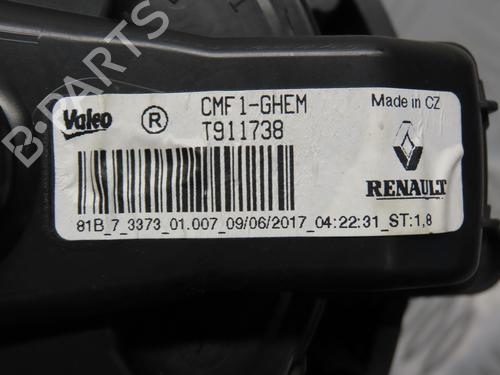 B-PARTS
Valeo ® CMF1-GHEM Made in CZ
T911738
RENAULT
81B_7_3373_01.007_09/06/2017_04:22:31_ST:1,8